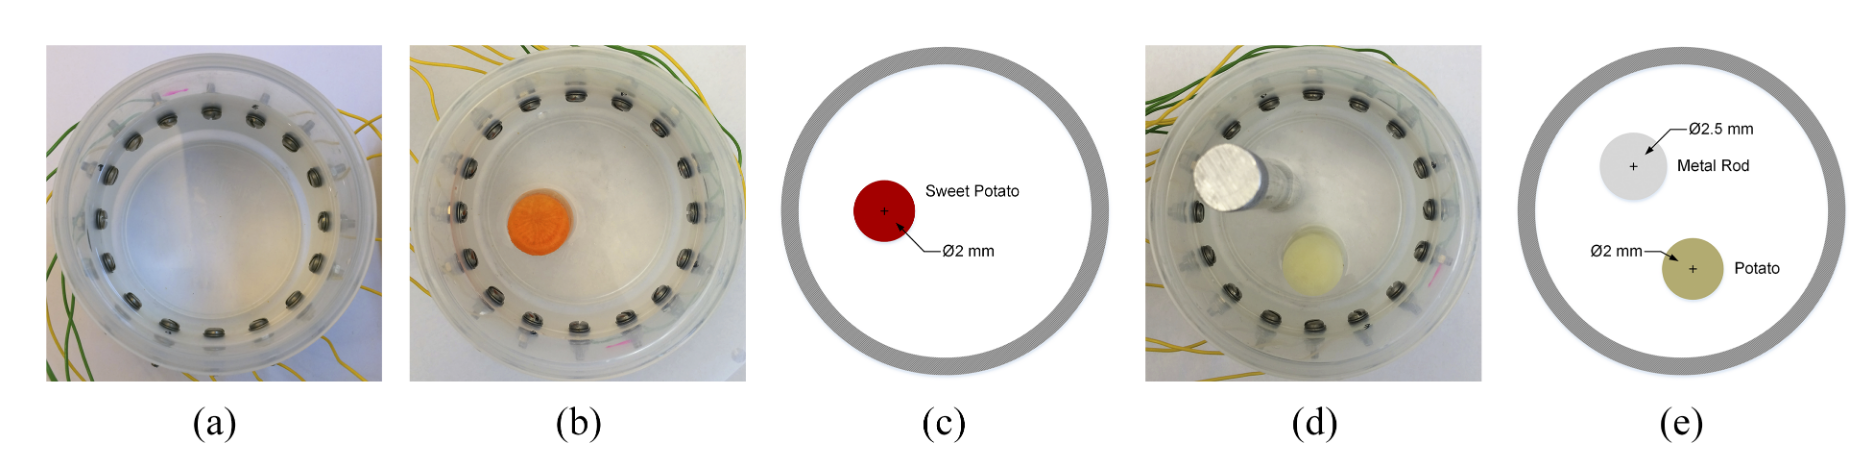 Sweet Potato
Ø2 mm
Ø2.5 mm
Metal Rod
Ø2 mm
Potato
(a)
(b)
(c)
(d)
(e)